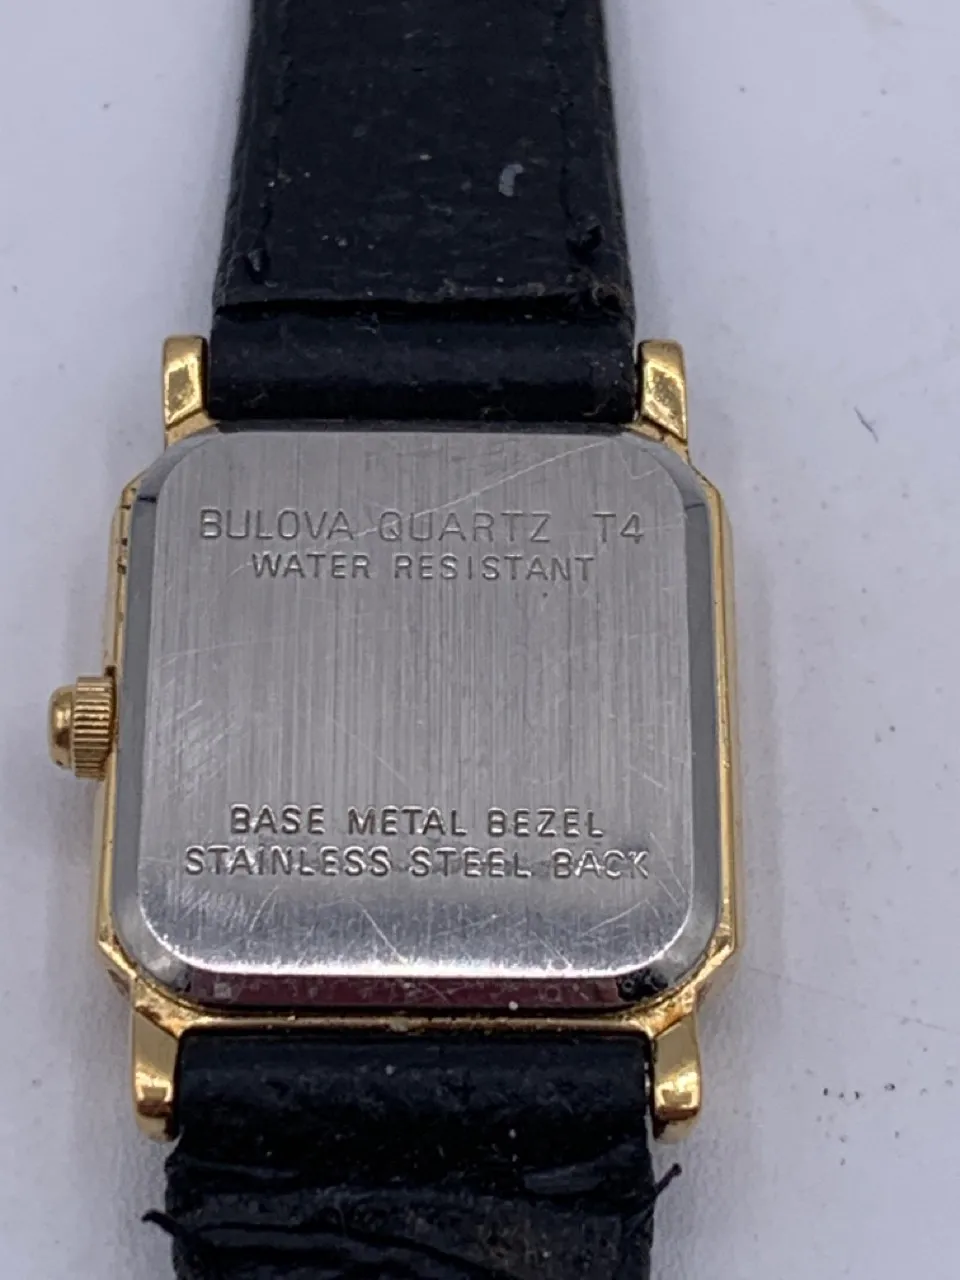 BULOVA QUARTZ T4
WATER RESISTANT
BASE METAL BEZEL
STAINLESS STEEL BACK